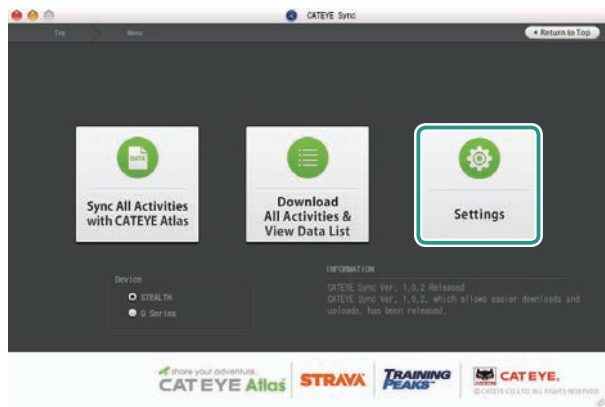 CATEYE Sync
Top Menu
Return to Top
DATA
Sync All Activities
with CATEYE Atlas
Download
All Activities &
View Data List
Settings
Device
STEALTH
Q Series
INFORMATION
CATEYE Sync Ver. 1.0.2 Released
CATEYE Sync Ver. 1.0.2, which allows easier downloads and
uploads, has been released.
share your adventure.
CATEYE Atlas
STRAVA
TRAINING
PEAKS
CATEYE.
©CATEYE CO.,LTD. ALL RIGHTS RESERVED.